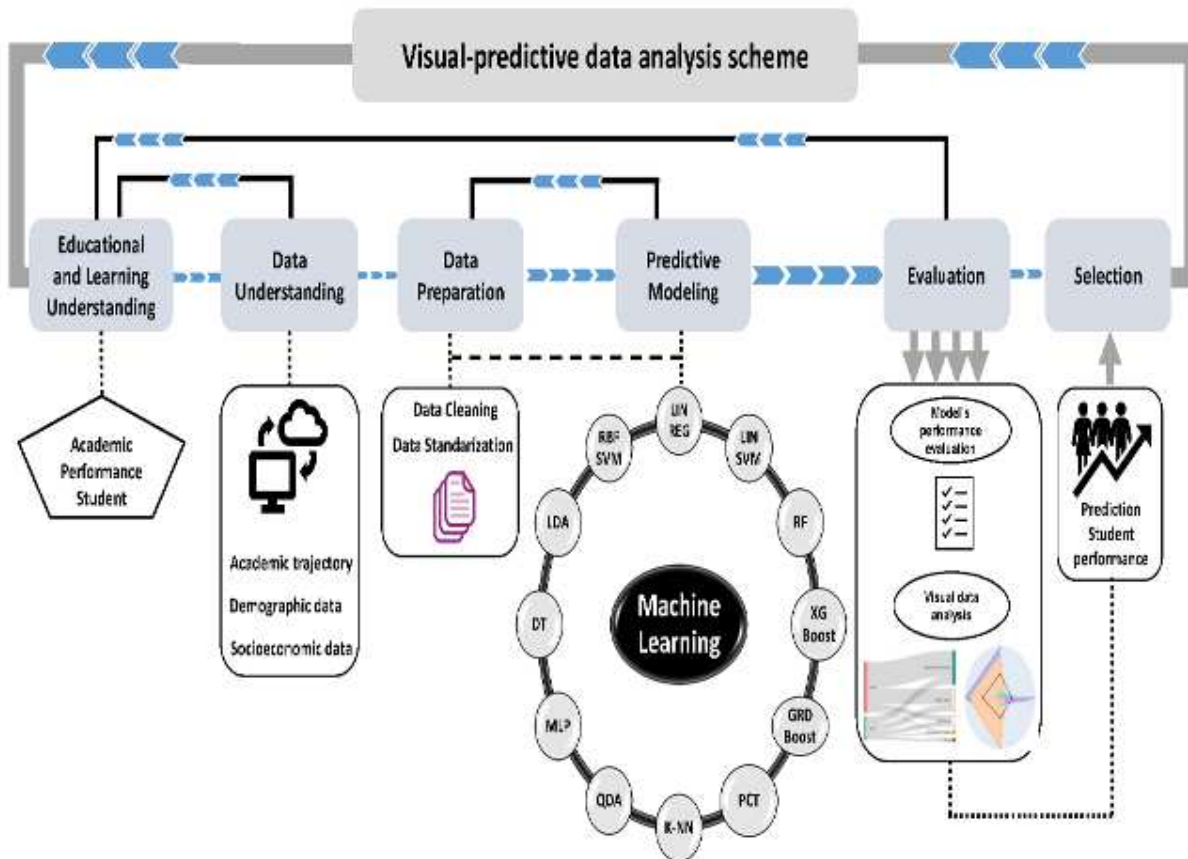 Visual-predictive data analysis scheme
Educational
and Learning
Understanding
Data
Understanding
Data
Preparation
Predictive
Modeling
Evaluation
Selection
Academic
Performance
Student
Academic trajectory
Demographic data
Socioeconomic data
Data Cleaning
Data Standarization
LIN
REG
LIN
SVM
RF
XG
Boost
GRD
Boost
PCT
K-NN
QDA
MLP
DT
LDA
RBF
SVM
Machine
Learning
Model's
performance
evaluation
Visual data
analysis
Prediction
Student
performance